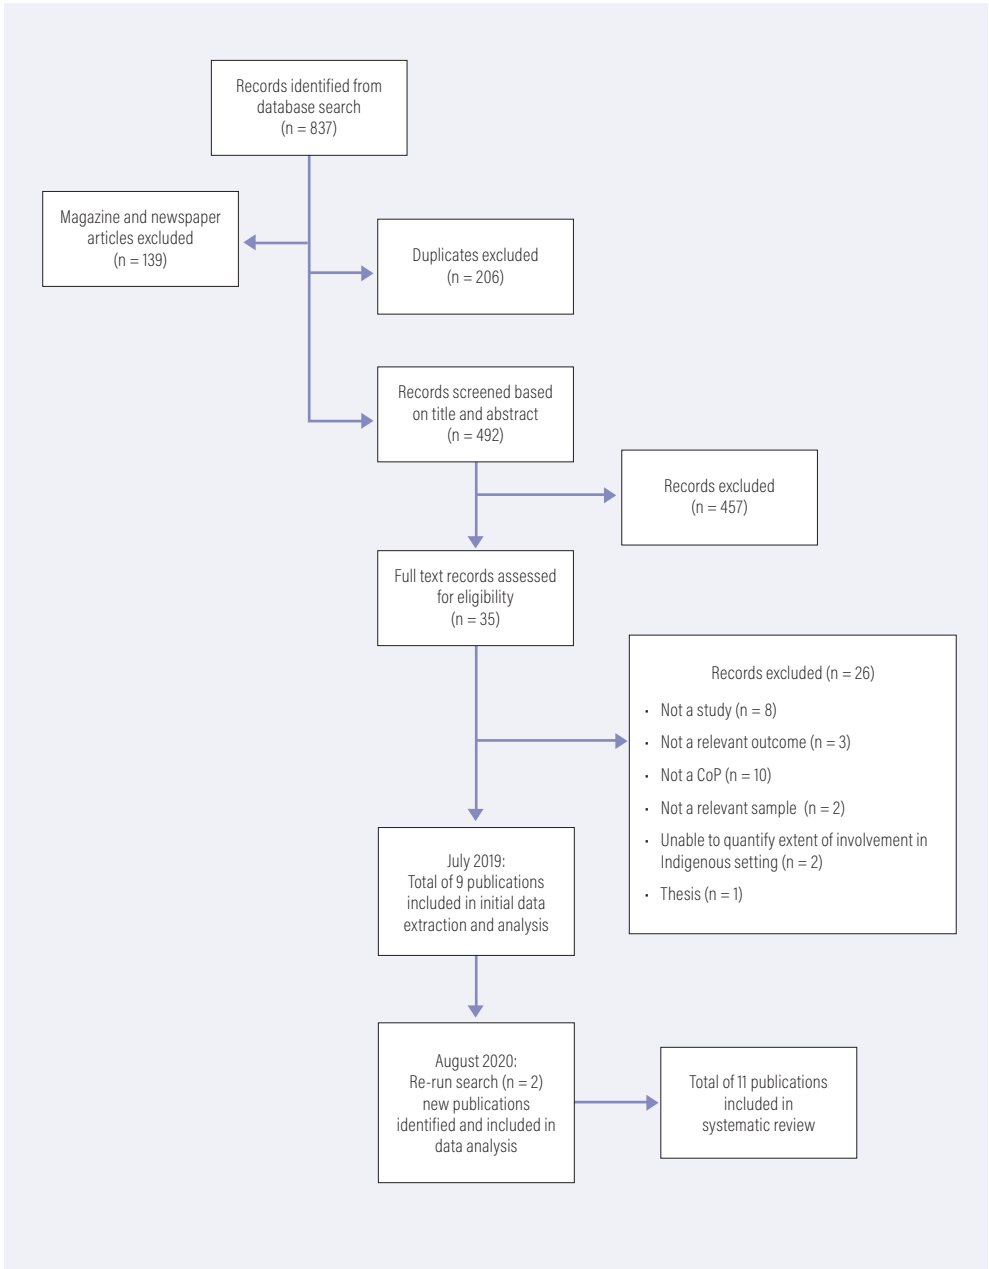 Records identified from
database search
(n = 837)
Magazine and newspaper
articles excluded
(n = 139)
Duplicates excluded
(n = 206)
Records screened based
on title and abstract
(n = 492)
Records excluded
(n = 457)
Full text records assessed
for eligibility
(n = 35)
Records excluded (n = 26)
• Not a study (n = 8)
• Not a relevant outcome (n = 3)
• Not a CoP (n = 10)
• Not a relevant sample (n = 2)
• Unable to quantify extent of involvement in
Indigenous setting (n = 2)
• Thesis (n = 1)
July 2019:
Total of 9 publications
included in initial data
extraction and analysis
August 2020:
Re-run search (n = 2)
new publications
identified and included in
data analysis
Total of 11 publications
included in
systematic review